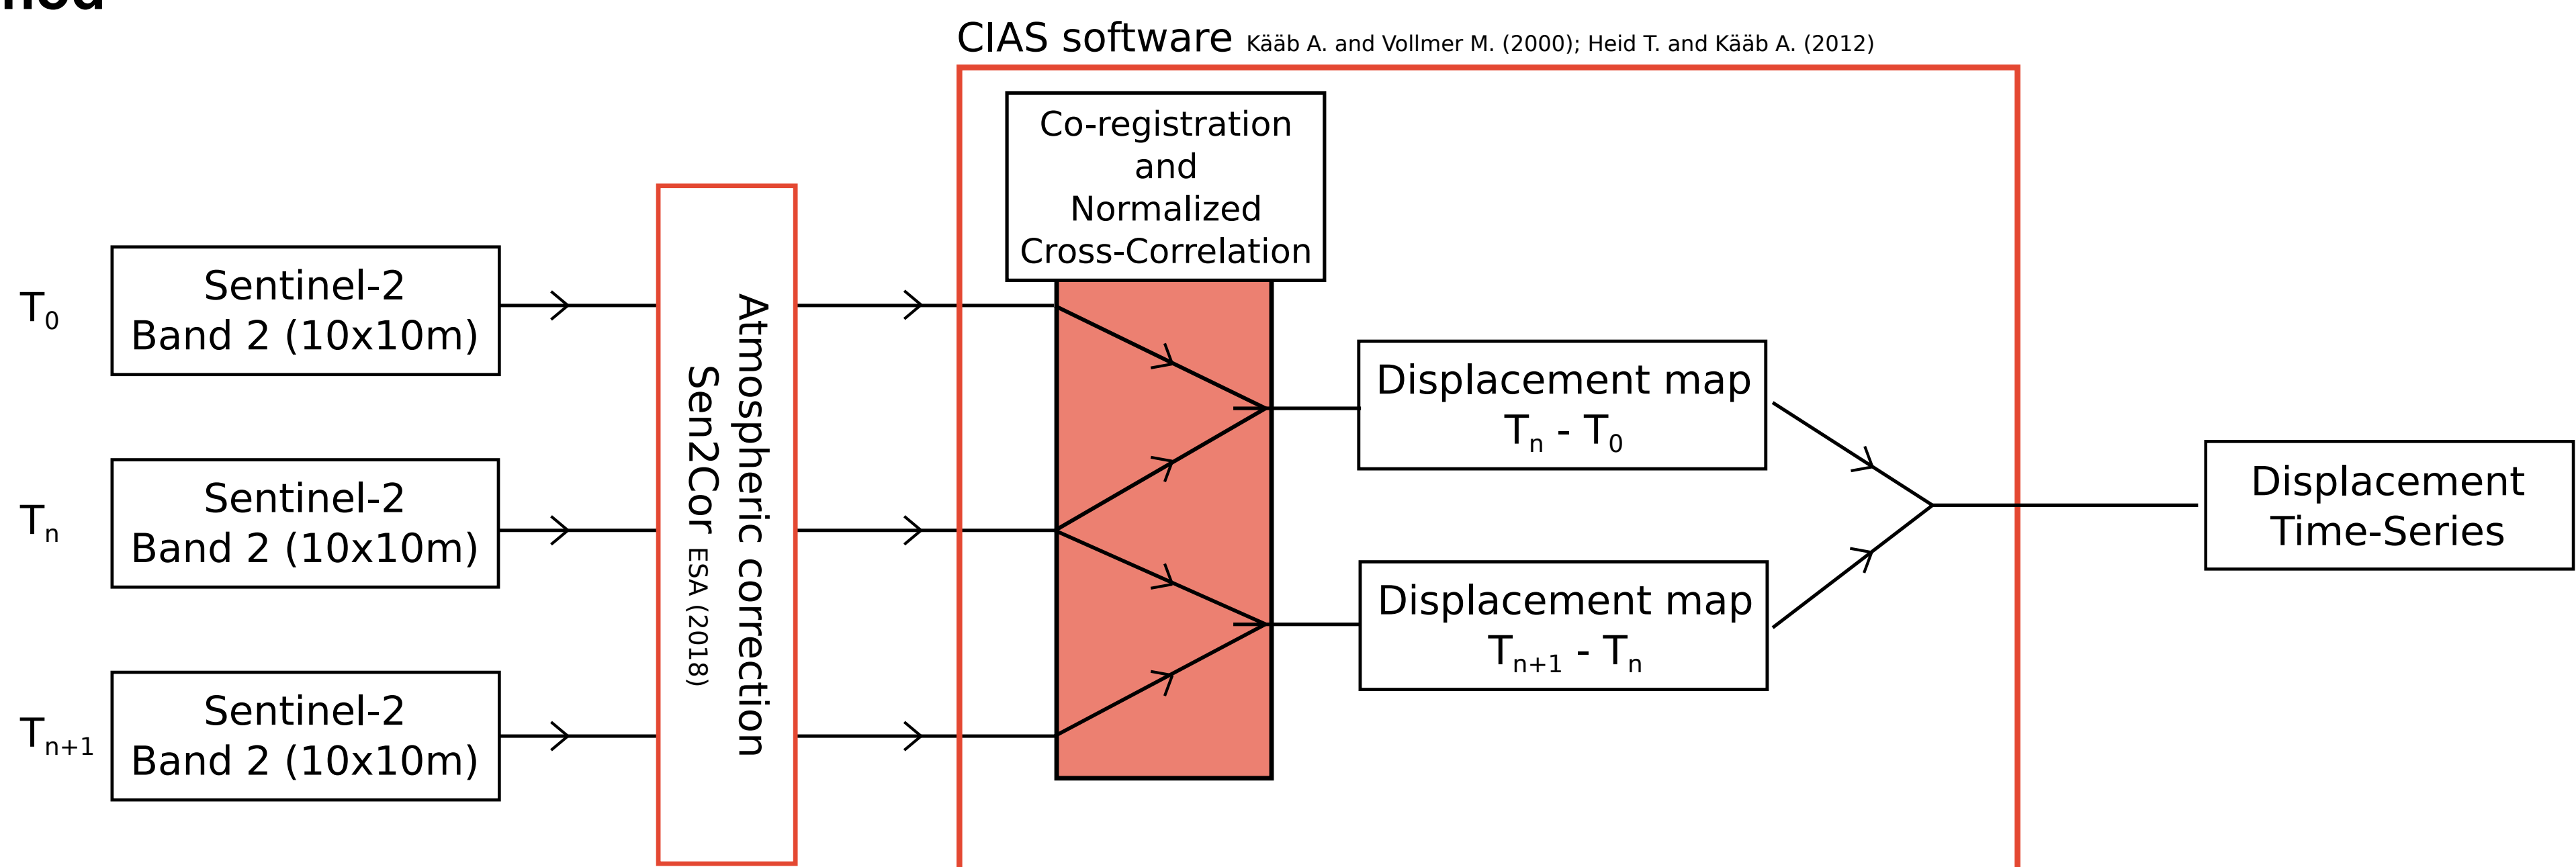 CIAS software Kääb A. and Vollmer M. (2000); Heid T. and Kääb A. (2012)
Co-registration
and
Normalized
Cross-Correlation
T0
Sentinel-2
Band 2 (10x10m)
Tn
Sentinel-2
Band 2 (10x10m)
Tn+1
Sentinel-2
Band 2 (10x10m)
Atmospheric correction
Sen2Cor ESA (2018)
Displacement map
Tn - T0
Displacement map
Tn+1 - Tn
Displacement
Time-Series